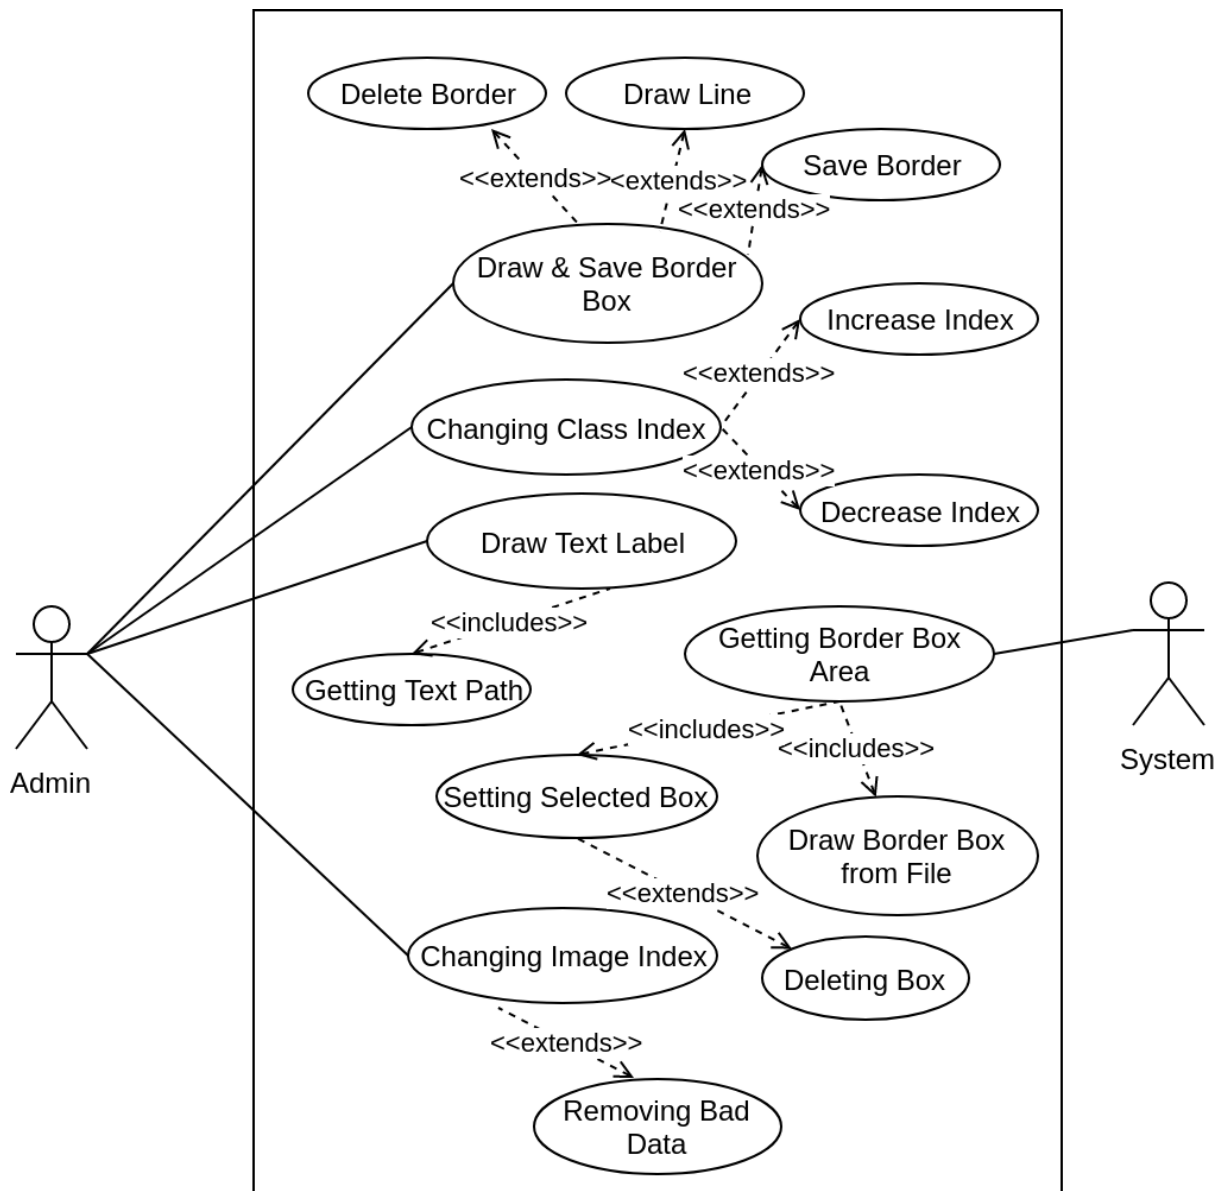 Delete Border
Draw Line
Save Border
<<extends>>
<<extends>>
<<extends>>
Draw & Save Border
Box
Increase Index
<<extends>>
Changing Class Index
<<extends>>
Decrease Index
Draw Text Label
<<includes>>
Getting Border Box
Area
Getting Text Path
<<includes>>
<<includes>>
System
Admin
Setting Selected Box
Draw Border Box
from File
<<extends>>
Changing Image Index
Deleting Box
<<extends>>
Removing Bad
Data